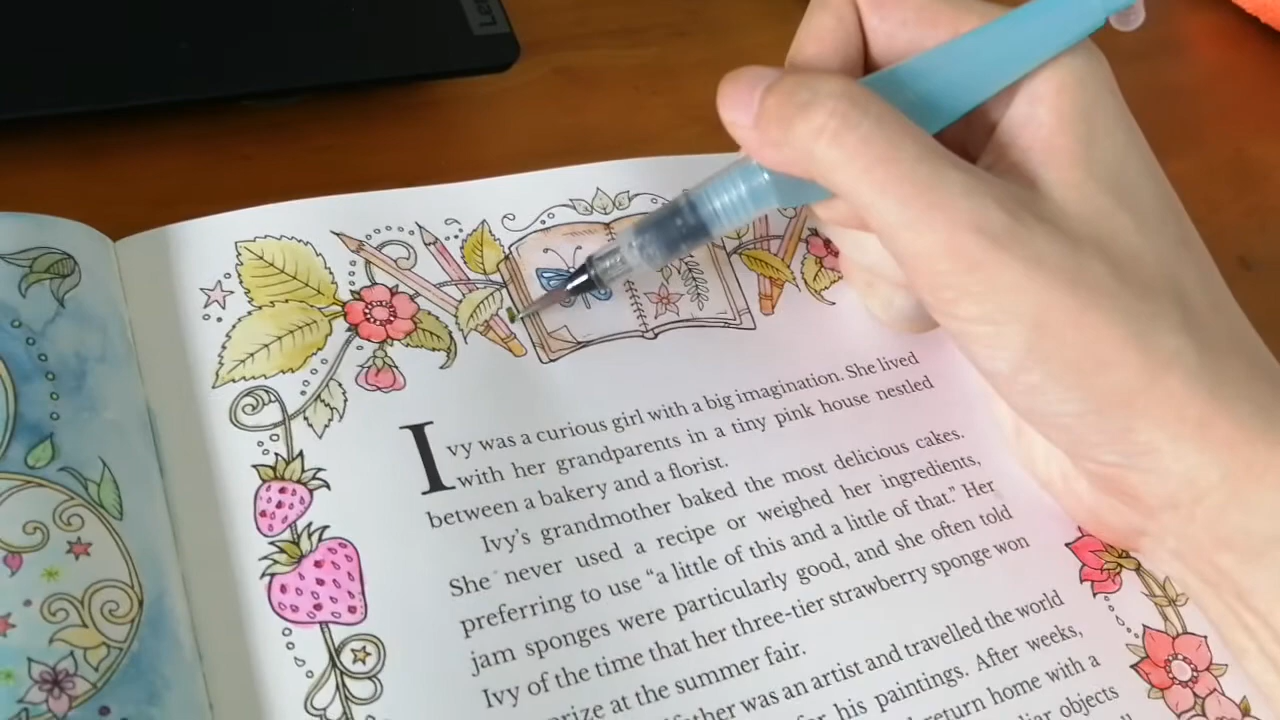 Le
Ivy was a curious girl with a big imagination. She lived
with her grandparents in a tiny pink house nestled
between a bakery and a florist.
Ivy's grandmother baked the most delicious cakes.
She never used a recipe or weighed her ingredients,
preferring to use “a little of this and a little of that.” Her
jam sponges were particularly good, and she often told
Ivy of the time that her three-tier strawberry sponge won
prize at the summer fair.
was an artist and travelled the world
his paintings. After weeks,
return home with a
objects